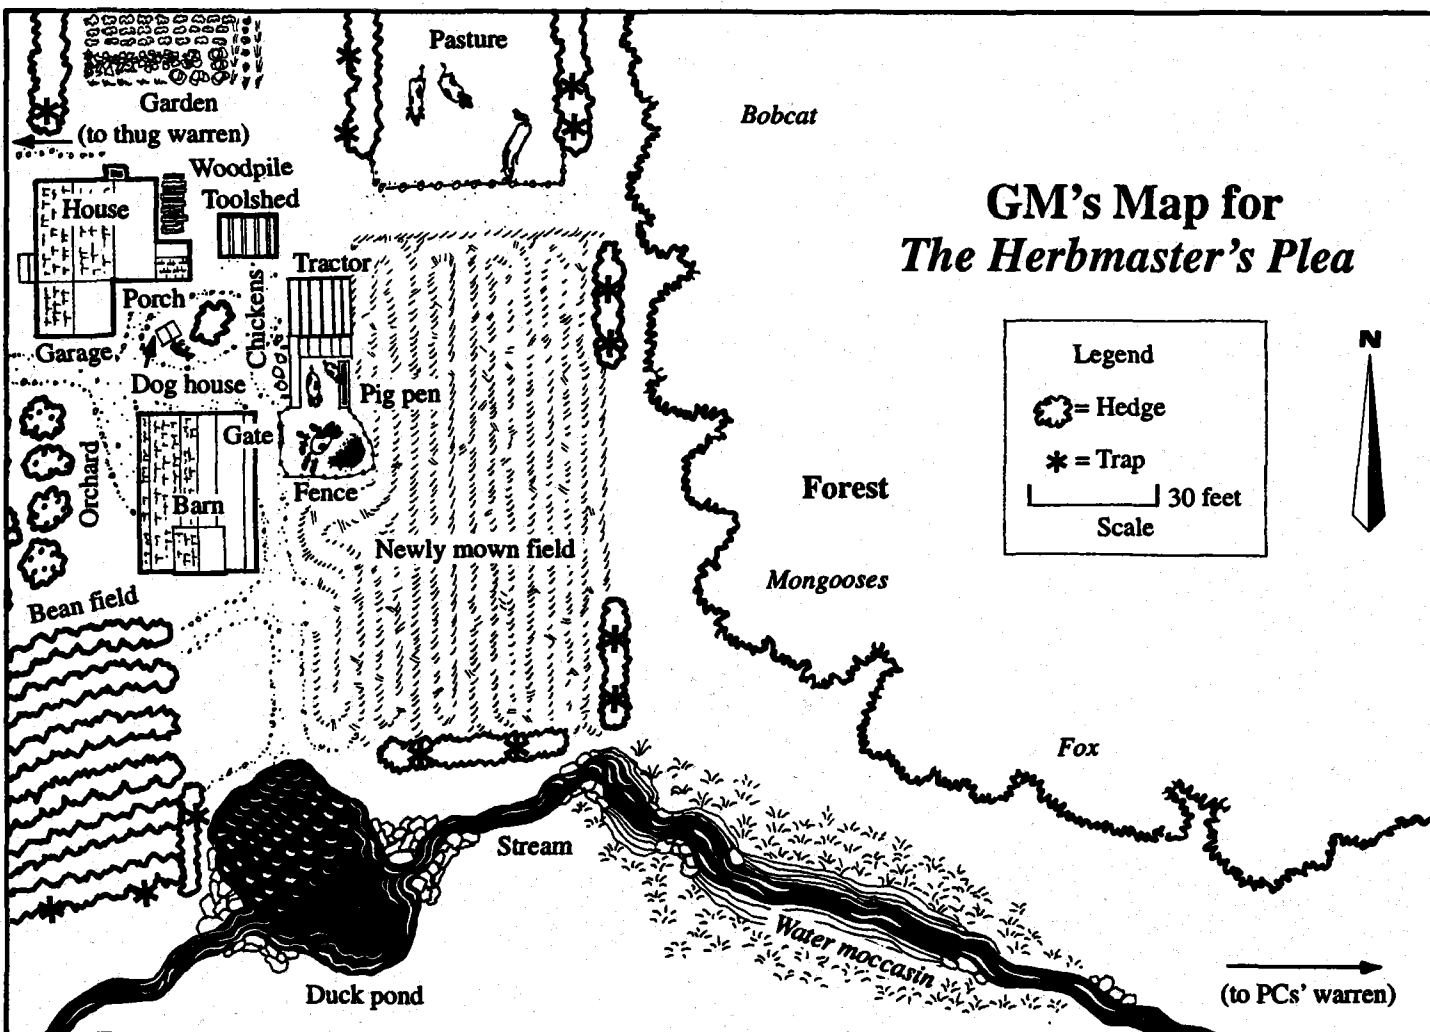 Pasture
Garden
(to thug warren)
Bobcat
Woodpile
House
Toolshed
GM's Map for
The Herbmaster's Plea
Tractor
Porch
Chickens
Garage
Dog house
Pig pen
Legend
= Hedge
= Trap
30 feet
Scale
N
Gate
Orchard
Barn
Fence
Forest
Newly mown field
Mongooses
Bean field
Fox
Stream
Water moccasin
Duck pond
(to PCs' warren)